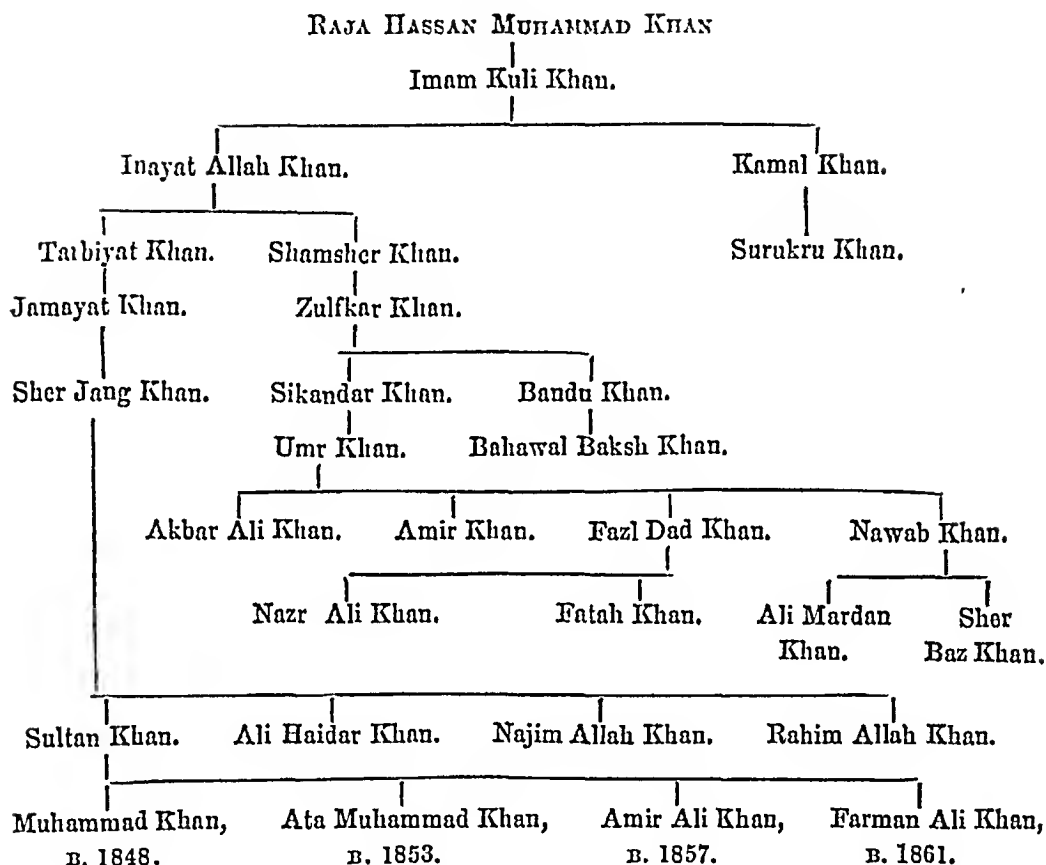 RAJA HASSAN MUHAMMAD KHAN
Imam Kuli Khan.
Inayat Allah Khan. Kamal Khan.
Tarbiyat Khan. Shamsher Khan. Surukru Khan.
Jamayat Khan. Zulfkar Khan.
Sher Jang Khan. Sikandar Khan. Bandu Khan.
Umr Khan. Bahawal Baksh Khan.
Akbar Ali Khan. Amir Khan. Fazl Dad Khan. Nawab Khan.
Nazr Ali Khan. Fatah Khan. Ali Mardan Sher
Khan. Baz Khan.
Sultan Khan. Ali Haidar Khan. Najim Allah Khan. Rahim Allah Khan.
Muhammad Khan, Ata Muhammad Khan, Amir Ali Khan, Farman Ali Khan,
B. 1848. B. 1853. B. 1857. B. 1861.